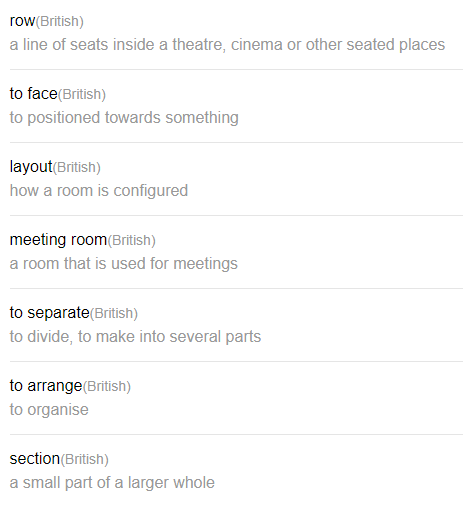 row(British)
a line of seats inside a theatre, cinema or other seated places
to face(British)
to positioned towards something
layout(British)
how a room is configured
meeting room(British)
a room that is used for meetings
to separate(British)
to divide, to make into several parts
to arrange(British)
to organise
section(British)
a small part of a larger whole